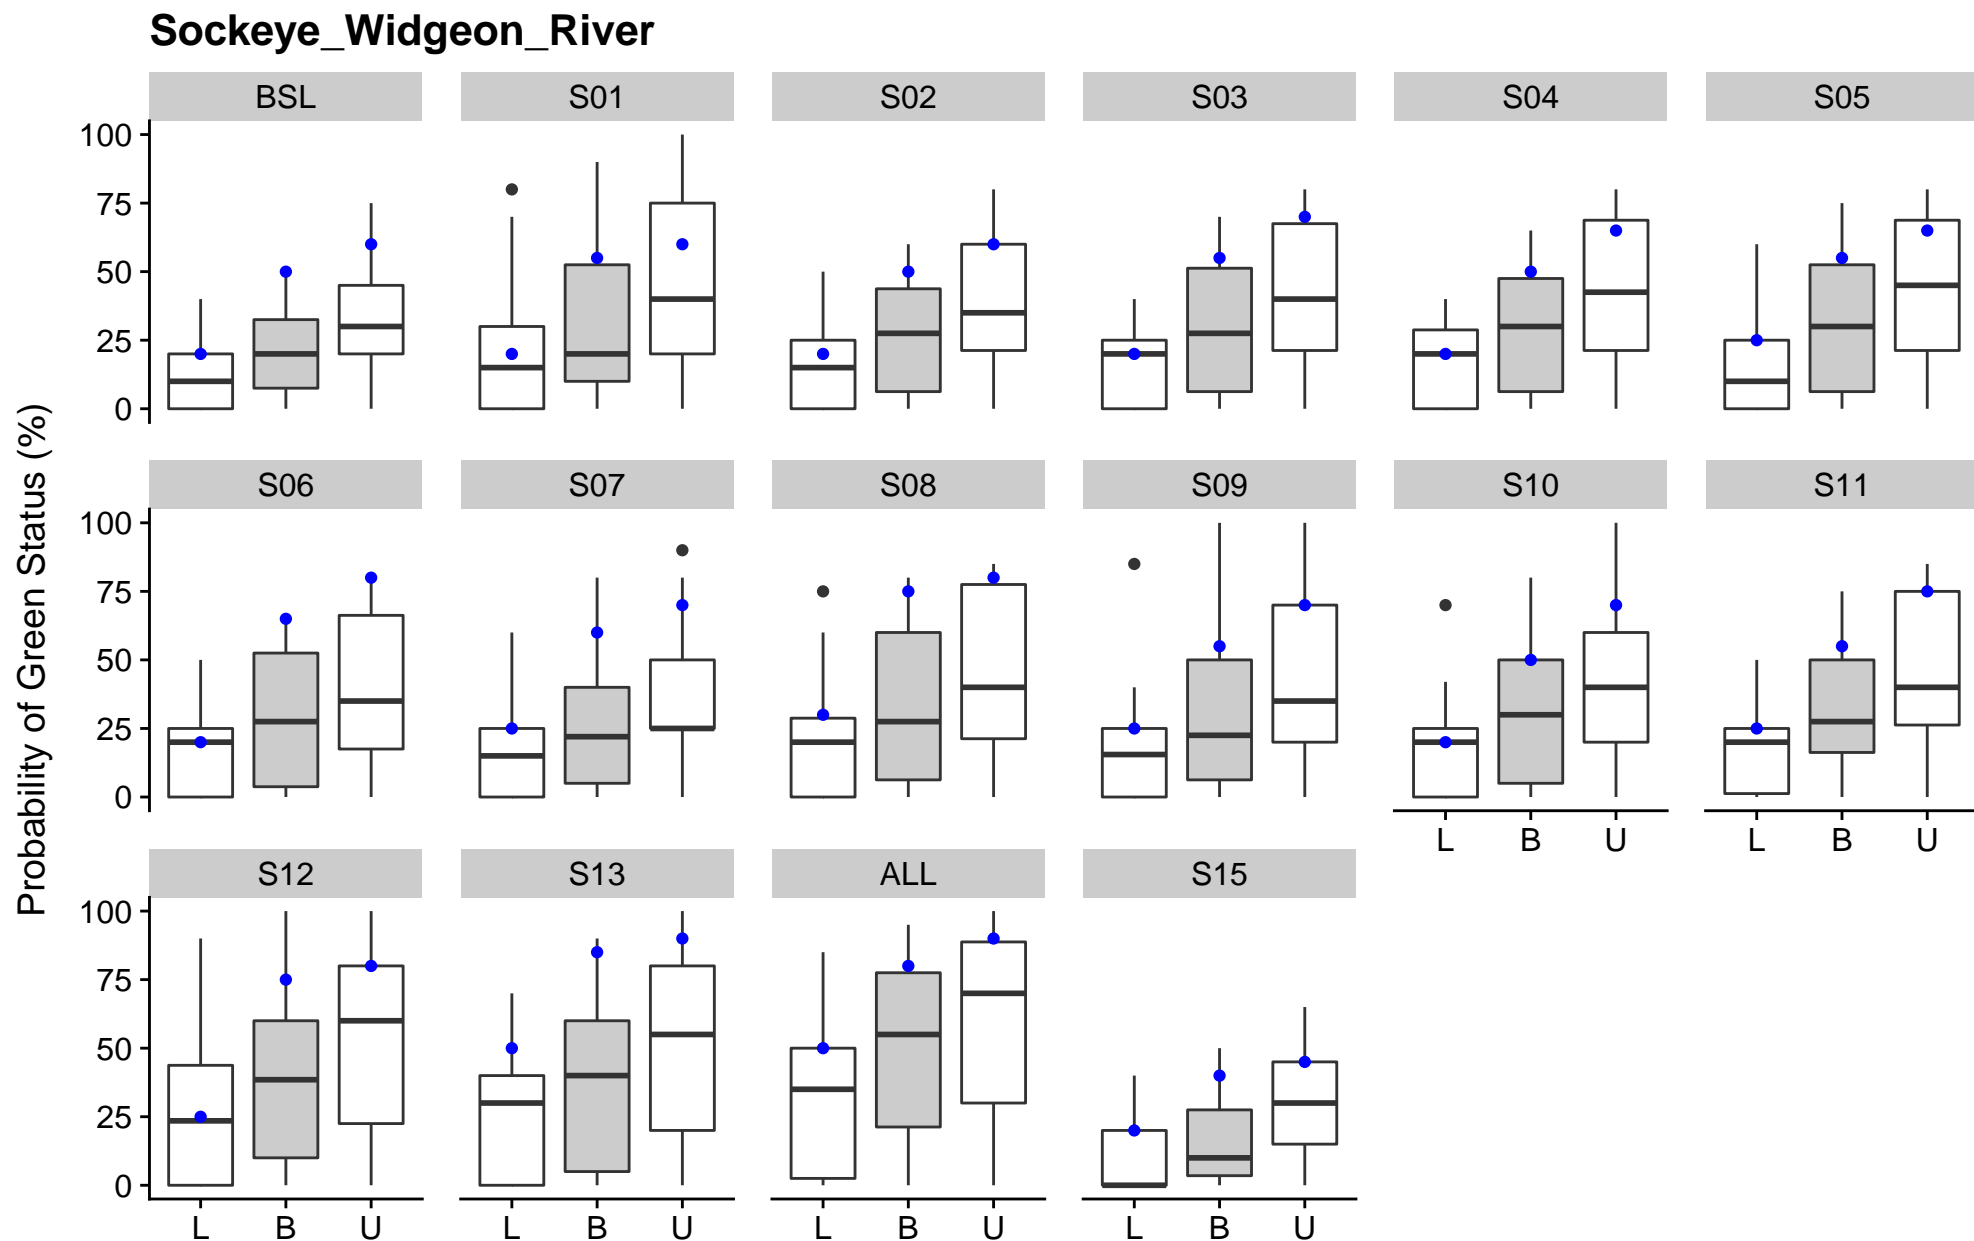 Sockeye_Widgeon_River
BSL S01 S02 S03 S04 S05
100
75
50
25
0
S06 S07 S08 S09 S10 S11
100
75
50
25
0
L B U L B U
S12 S13 ALL S15
100
75
50
25
0
L B U L B U L B U L B U
Probability of Green Status (%)